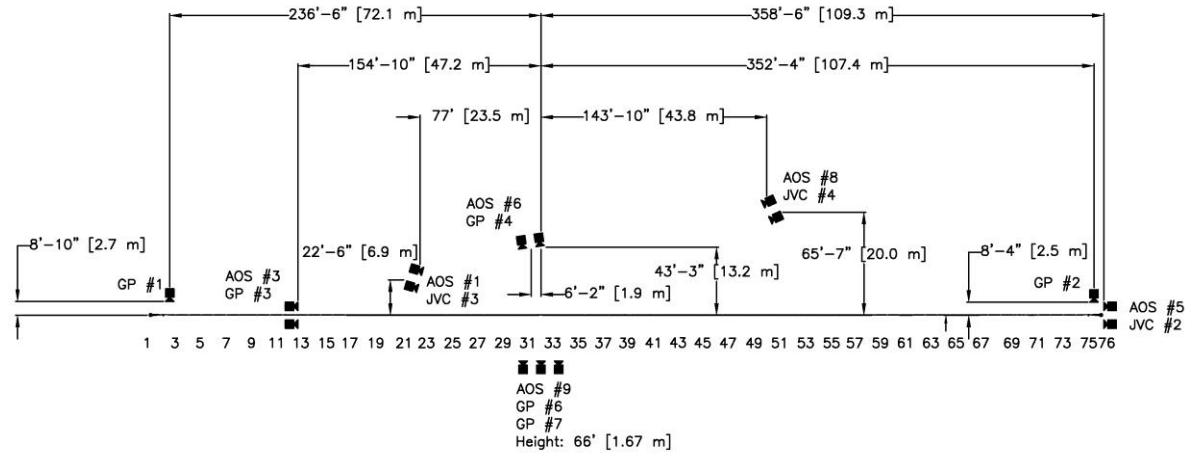 236'-6" [72.1 m]
358'-6" [109.3 m]
154'-10" [47.2 m]
352'-4" [107.4 m]
77' [23.5 m]
143'-10" [43.8 m]
AOS #8
JVC #4
AOS #6
GP #4
8'-10" [2.7 m]
22'-6" [6.9 m]
65'-7" [20.0 m]
8'-4" [2.5 m]
43'-3" [13.2 m]
GP #1
AOS #3
GP #3
AOS #1
JVC #3
6'-2" [1.9 m]
GP #2
AOS #5
JVC #2
1 3 5 7 9 11 13 15 17 19 21 23 25 27 29 31 33 35 37 39 41 43 45 47 49 51 53 55 57 59 61 63 65 67 69 71 73 75 76
AOS #9
GP #6
GP #7
Height: 66' [1.67 m]